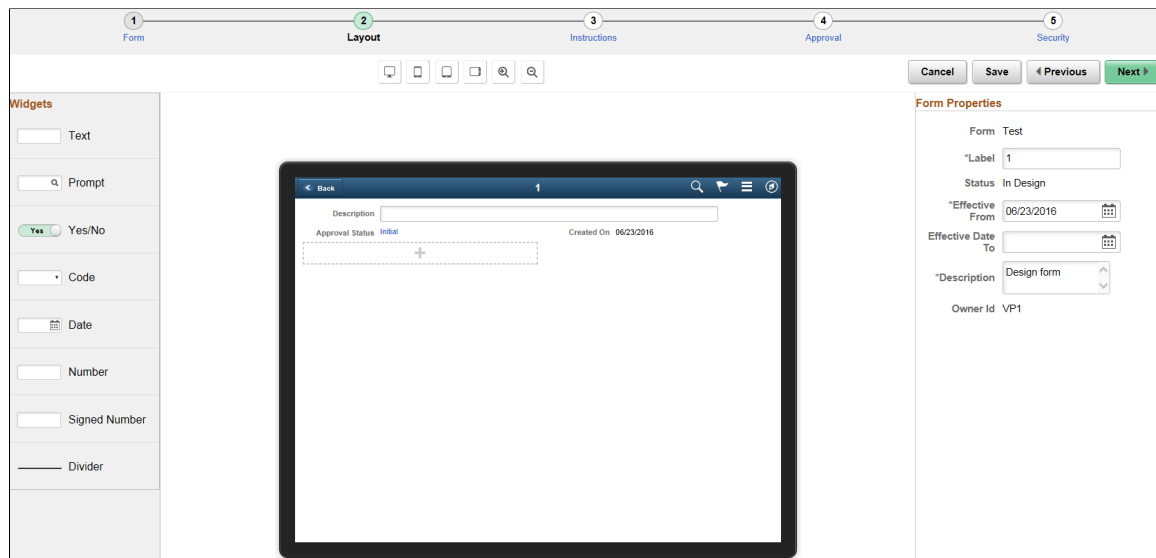 1 2 3 4 5
Form Layout Instructions Approval Security
Cancel Save Previous Next
Widgets
Text
Prompt
Yes Yes/No
Code
Date
Number
Signed Number
Divider
Back 1
Description
Approval Status Initial Created On 06/23/2016
+
Form Properties
Form Test
*Label 1
Status In Design
*Effective
From 06/23/2016
Effective Date
To
*Description Design form
Owner Id VP1